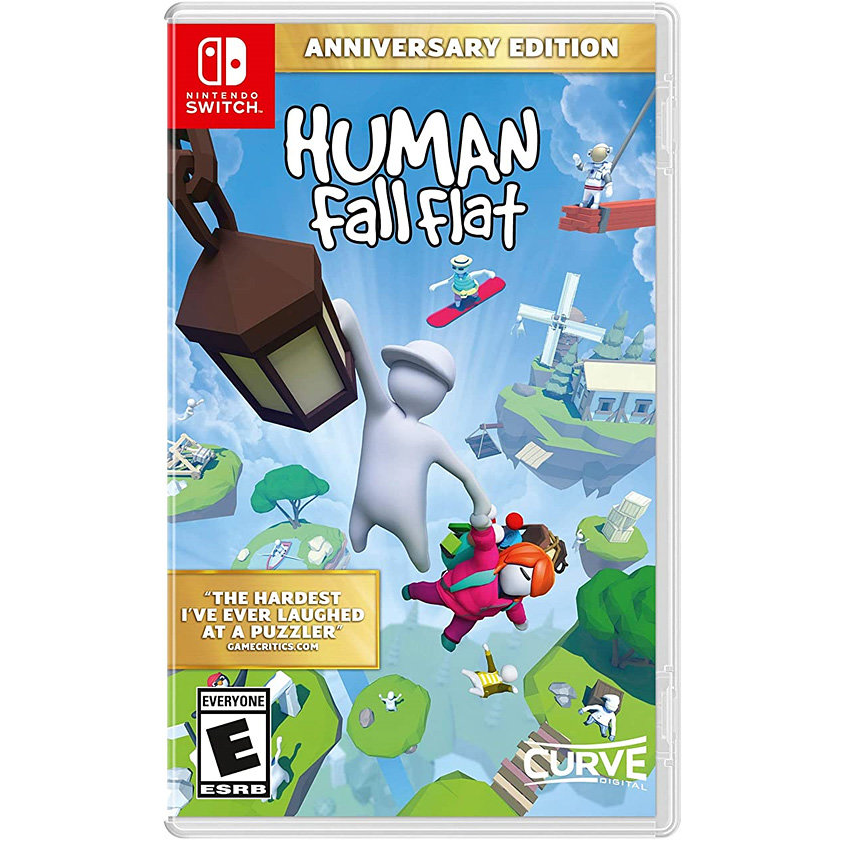 ANNIVERSARY EDITION
NINTENDO
SWITCH™
HUMAN
fall flat
"THE HARDEST
I'VE EVER LAUGHED
AT A PUZZLER"
GAMECRITICS.COM
EVERYONE
E
ESRB
CURVE
DIGITAL